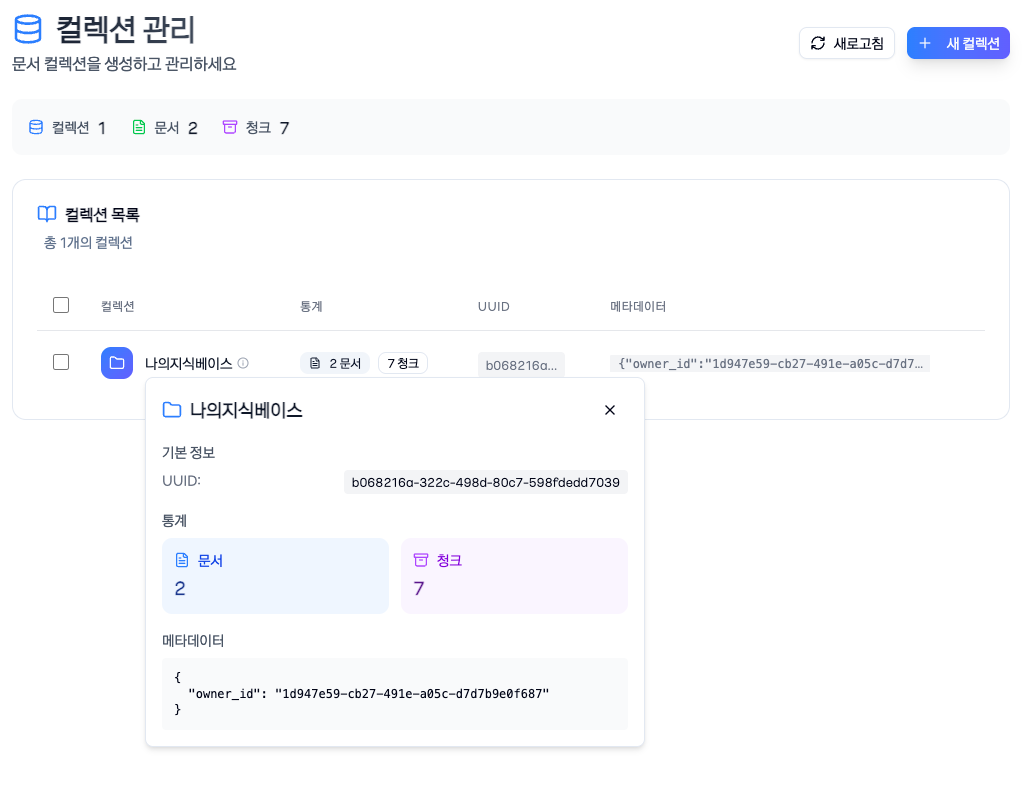 컬렉션 관리
문서 컬렉션을 생성하고 관리하세요
새로고침
+ 새 컬렉션
컬렉션 1 문서 2 청크 7
컬렉션 목록
총 1개의 컬렉션
컬렉션 통계 UUID 메타데이터
나의지식베이스 2 문서 7 청크 b068216a... {"owner_id":"1d947e59-cb27-491e-a05c-d7d7…
나의지식베이스
기본 정보
UUID: b068216a-322c-498d-80c7-598fdedd7039
통계
문서 청크
2 7
메타데이터
{
"owner_id": "1d947e59-cb27-491e-a05c-d7d7b9e0f687"
}